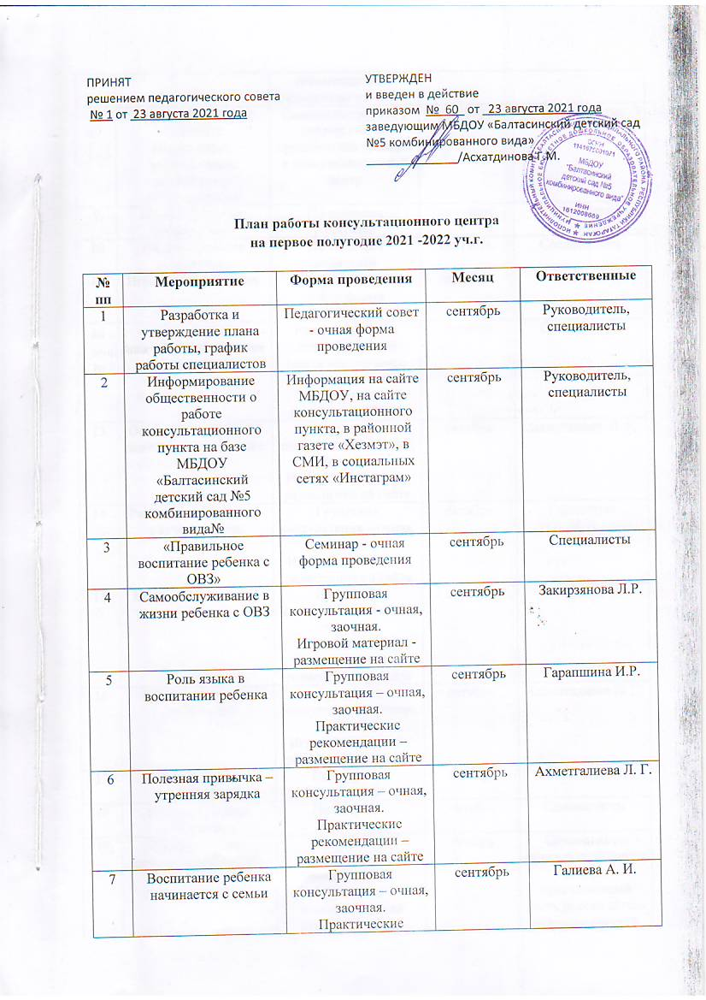 ПРИНЯТ
решением педагогического совета
№ 1 от 23 августа 2021 года
УТВЕРЖДЕН
и введен в действие
приказом № 60 от 23 августа 2021 года
заведующим МБДОУ «Балтасинский детский сад
№5 комбинированного вида»
/Асхатдинова Г.М.
МБДОУ
"Балтасинский
детский сад №5
комбинированного вида"
ИНН
1612008689
План работы консультационного центра
на первое полугодие 2021 -2022 уч.г.
№
пп
Мероприятие
Форма проведения
Месяц
Ответственные
1
Разработка и
утверждение плана
работы, график
работы специалистов
Педагогический совет
- очная форма
проведения
сентябрь
Руководитель,
специалисты
2
Информирование
общественности о
работе
консультационного
пункта на базе
МБДОУ
«Балтасинский
детский сад №5
комбинированного
вида№
Информация на сайте
МБДОУ, на сайте
консультационного
пункта, в районной
газете «Хезмэт», в
СМИ, в социальных
сетях «Инстаграм»
сентябрь
Руководитель,
специалисты
3
«Правильное
воспитание ребенка с
ОВЗ»
Семинар - очная
форма проведения
сентябрь
Специалисты
4
Самообслуживание в
жизни ребенка с ОВЗ
Групповая
консультация - очная,
заочная.
Игровой материал -
размещение на сайте
сентябрь
Закирзянова Л.Р.
5
Роль языка в
воспитании ребенка
Групповая
консультация – очная,
заочная.
Практические
рекомендации –
размещение на сайте
сентябрь
Гарапшина И.Р.
6
Полезная привычка –
утренняя зарядка
Групповая
консультация – очная,
заочная.
Практические
рекомендации –
размещение на сайте
сентябрь
Ахметгалиева Л. Г.
7
Воспитание ребенка
начинается с семьи
Групповая
консультация – очная,
заочная.
Практические
сентябрь
Галиева А. И.